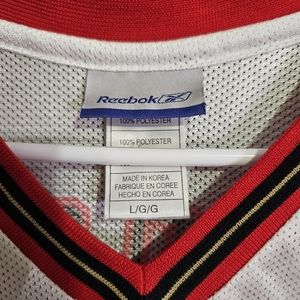 Reebok
100% POLYESTER
100% POLYESTER
MADE IN KOREA
FABRIQUE EN COREE
HECHO EN COREA
L/G/G